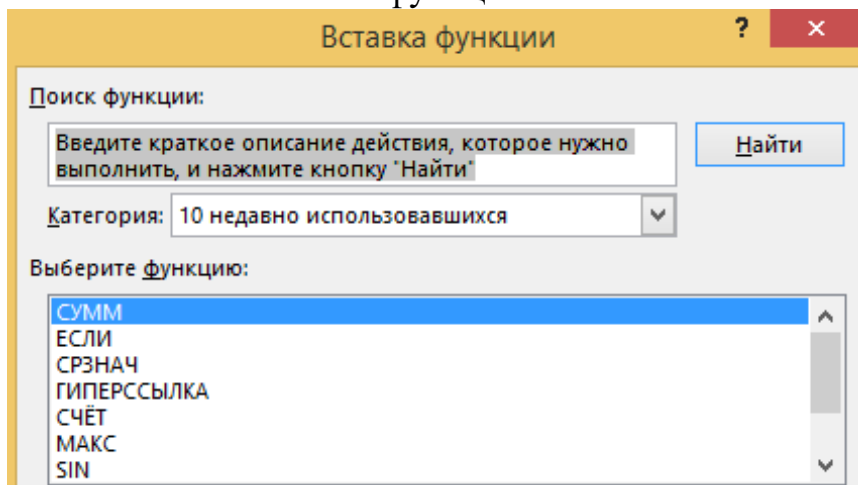 Вставка функции
?
×
Поиск функции:
Введите краткое описание действия, которое нужно
выполнить, и нажмите кнопку "Найти"
Найти
Категория: 10 недавно использовавшихся
Выберите функцию:
СУММ
ЕСЛИ
СРЗНАЧ
ГИПЕРССЫЛКА
СЧЁТ
МАКС
SIN